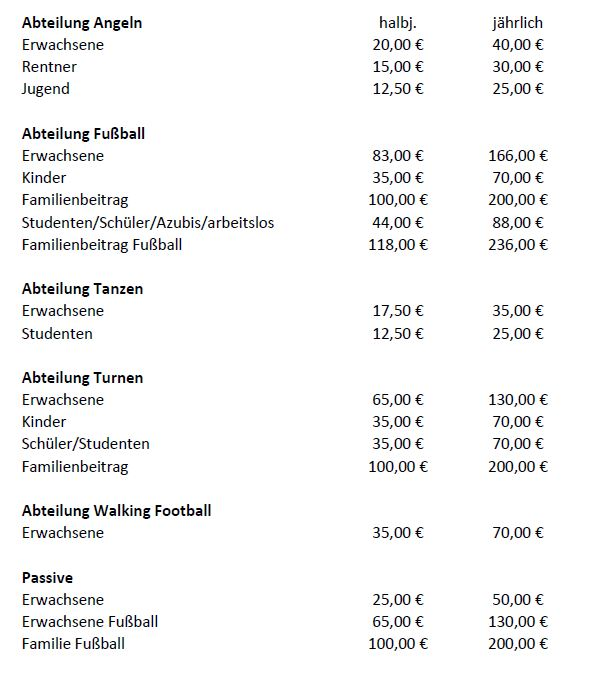 Abteilung Angeln halbj. jährlich
Erwachsene 20,00 € 40,00 €
Rentner 15,00 € 30,00 €
Jugend 12,50 € 25,00 €
Abteilung Fußball
Erwachsene 83,00 € 166,00 €
Kinder 35,00 € 70,00 €
Familienbeitrag 100,00 € 200,00 €
Studenten/Schüler/Azubis/arbeitslos 44,00 € 88,00 €
Familienbeitrag Fußball 118,00 € 236,00 €
Abteilung Tanzen
Erwachsene 17,50 € 35,00 €
Studenten 12,50 € 25,00 €
Abteilung Turnen
Erwachsene 65,00 € 130,00 €
Kinder 35,00 € 70,00 €
Schüler/Studenten 35,00 € 70,00 €
Familienbeitrag 100,00 € 200,00 €
Abteilung Walking Football
Erwachsene 35,00 € 70,00 €
Passive
Erwachsene 25,00 € 50,00 €
Erwachsene Fußball 65,00 € 130,00 €
Familie Fußball 100,00 € 200,00 €